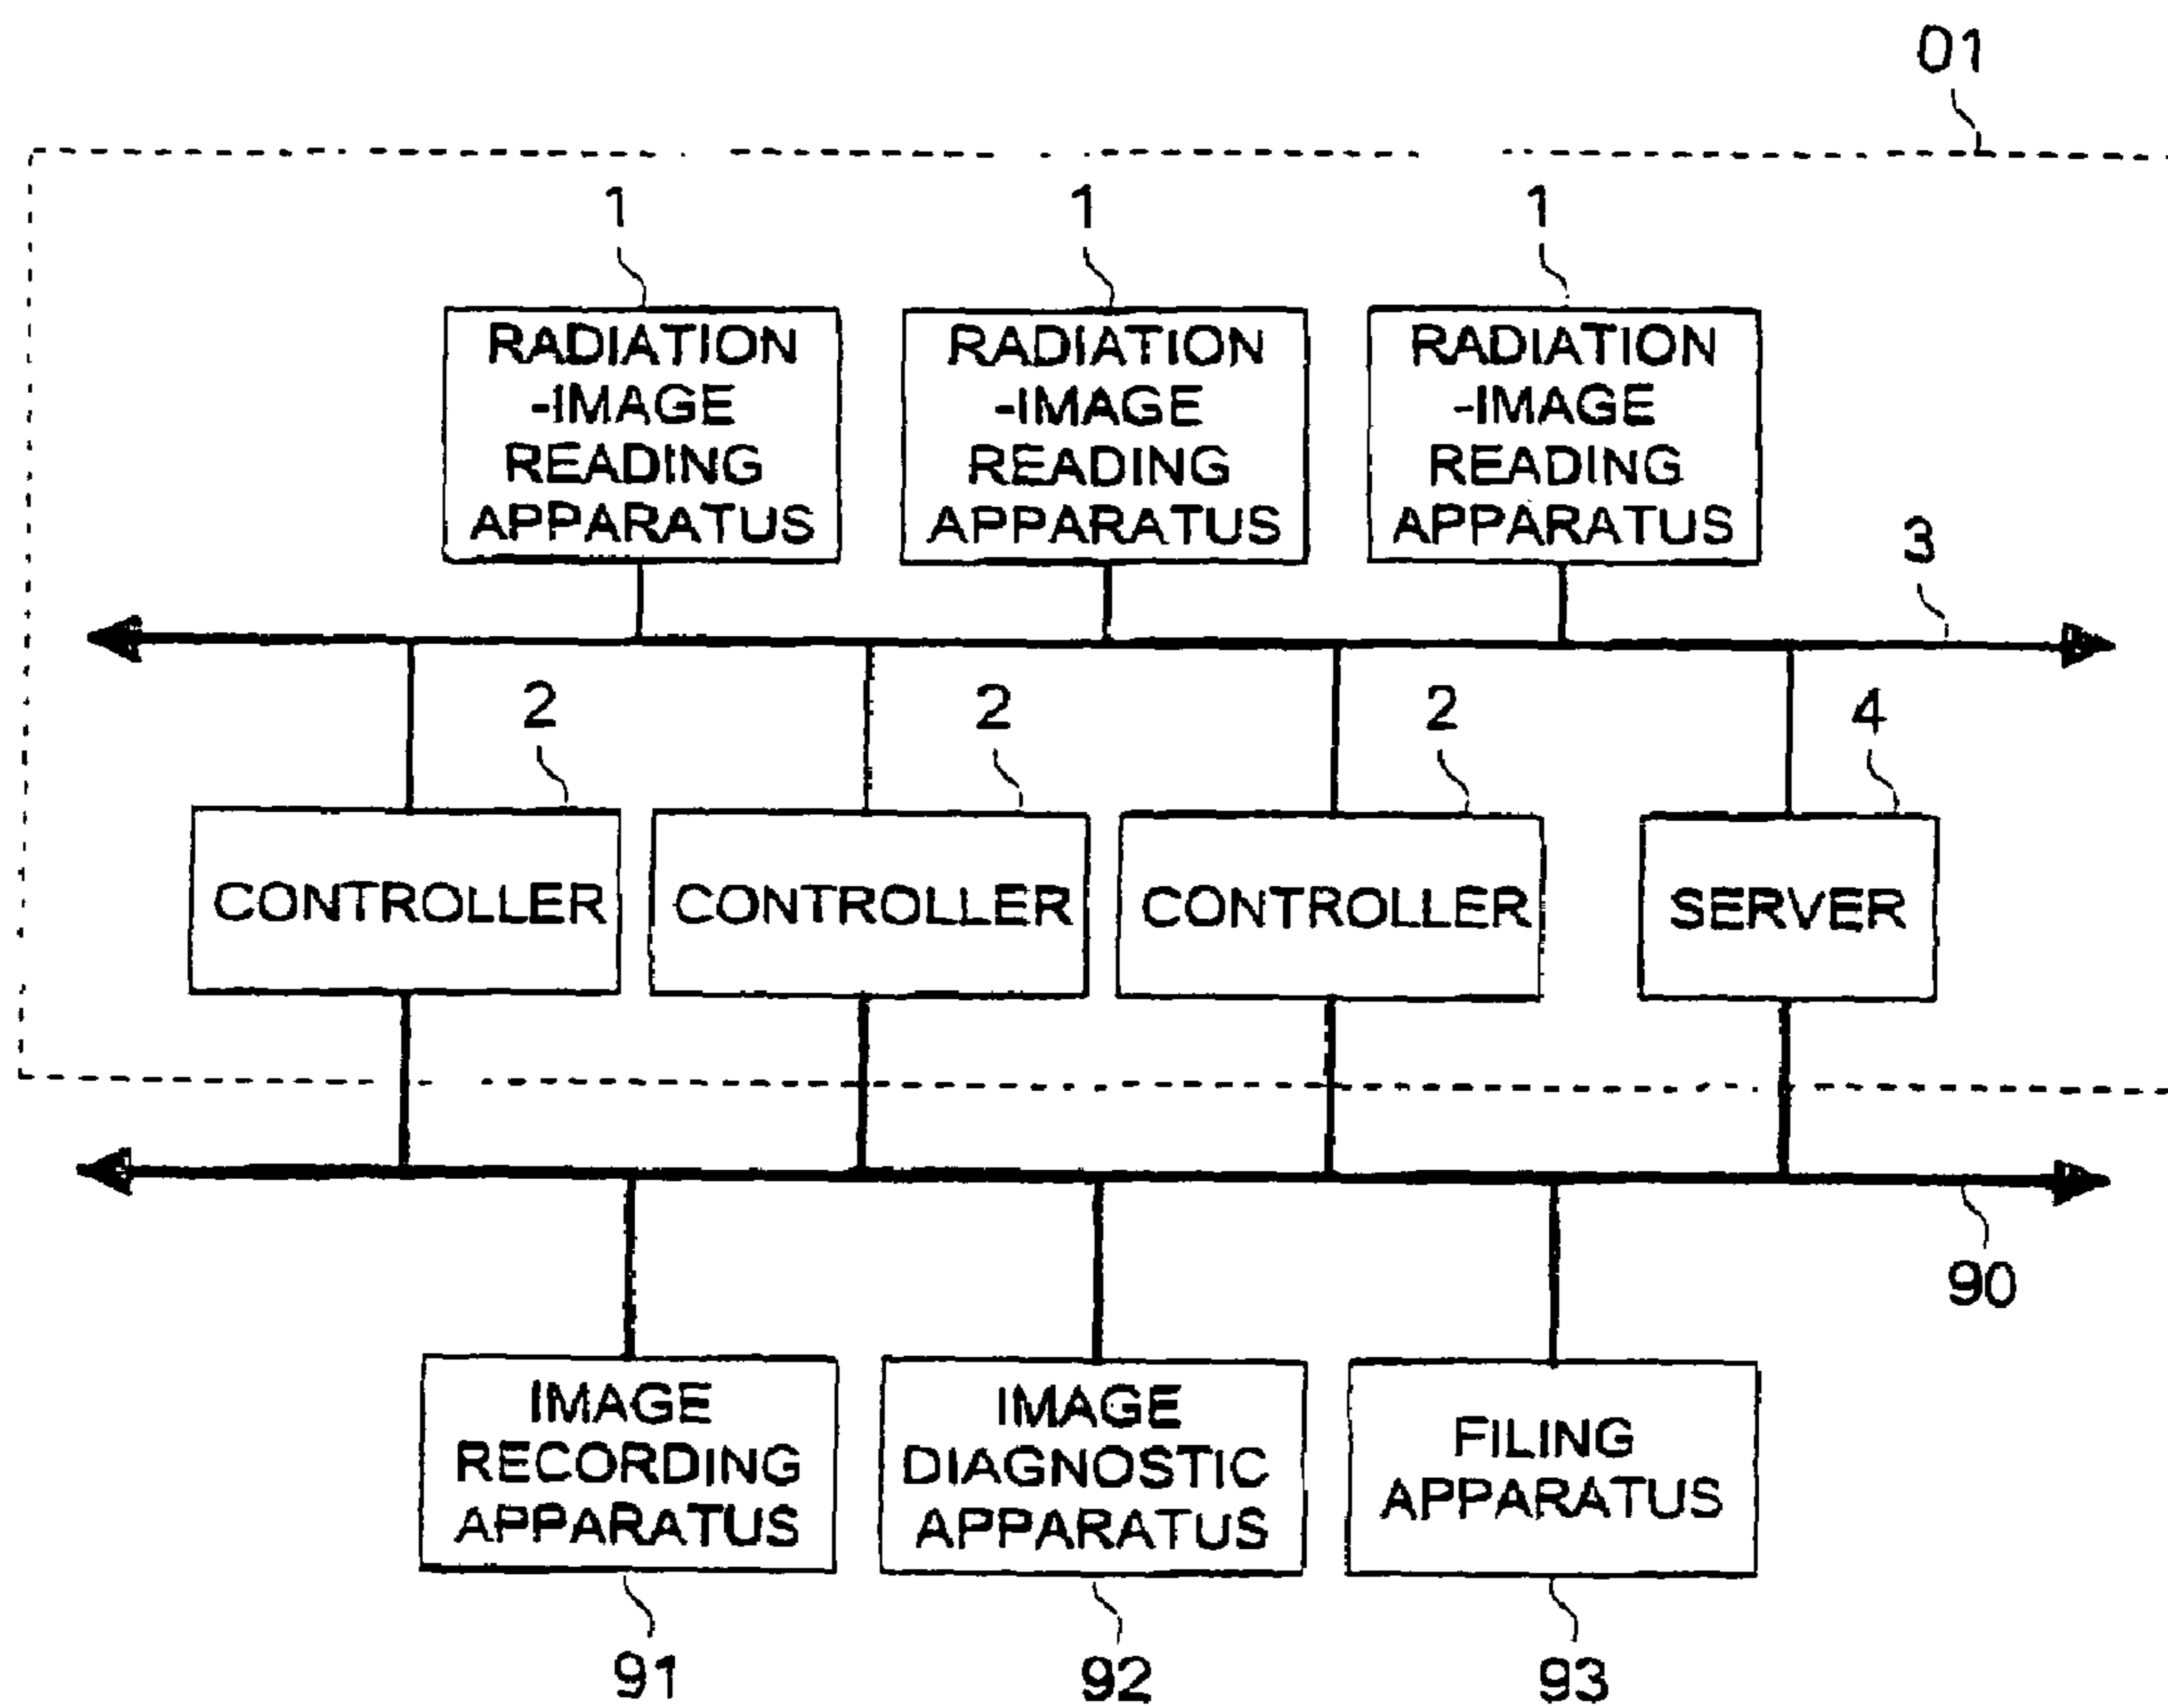 01
1 1 1
RADIATION
-IMAGE
READING
APPARATUS
RADIATION
-IMAGE
READING
APPARATUS
RADIATION
-IMAGE
READING
APPARATUS
3
2 2 2 4
CONTROLLER
CONTROLLER
CONTROLLER
SERVER
90
IMAGE
RECORDING
APPARATUS
IMAGE
DIAGNOSTIC
APPARATUS
FILING
APPARATUS
91 92 93